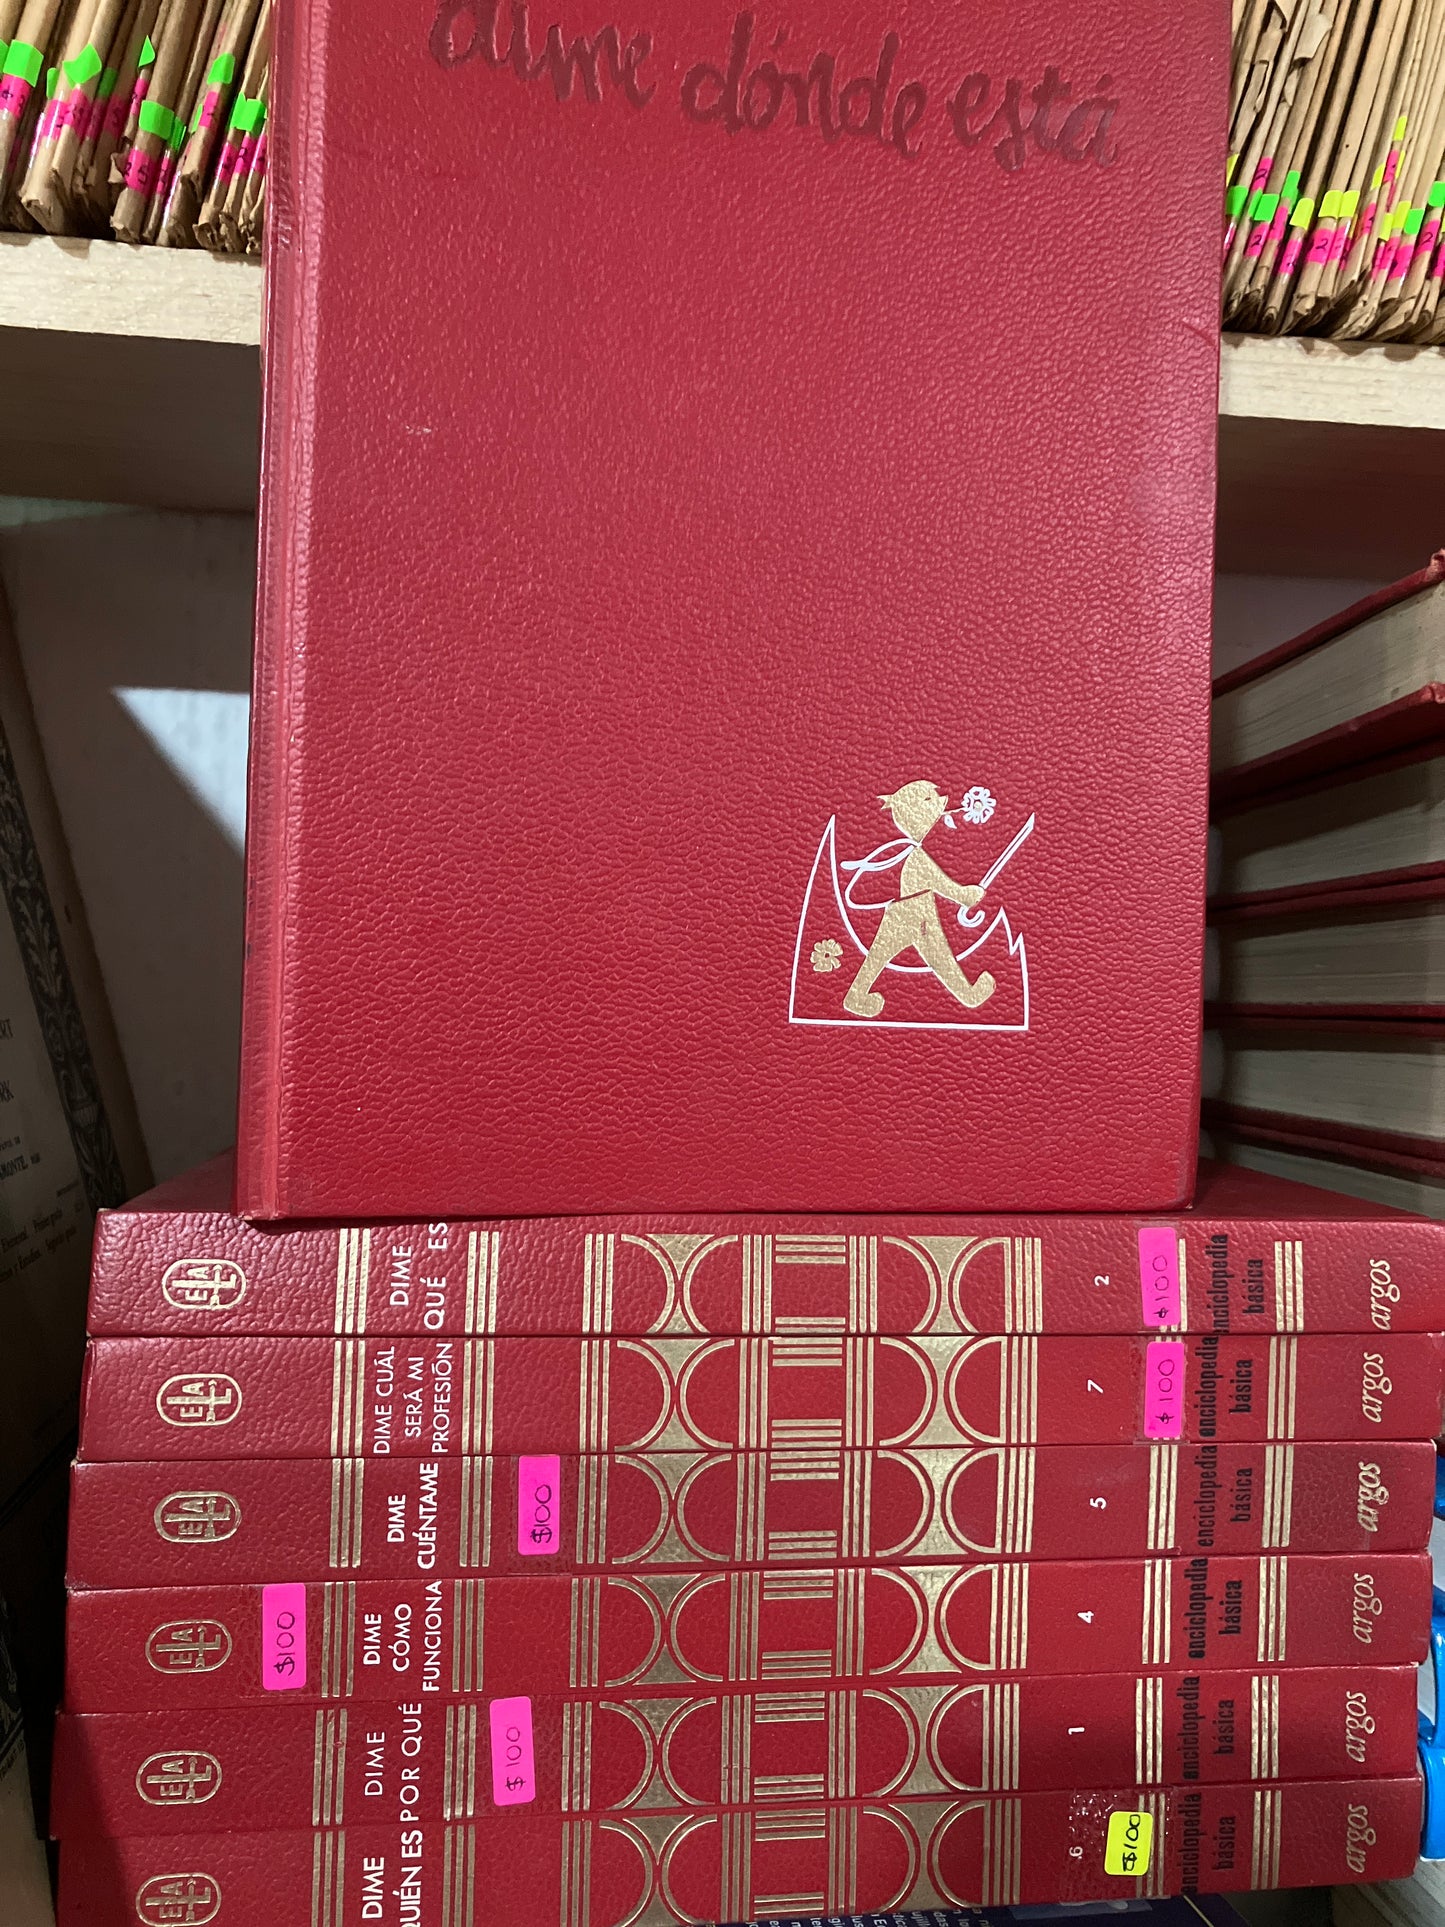 dime dónde está
DIME
QUÉ ES
2
$100
enciclopedia
básica
argos
DIME CUÁL
SERÁ MI
PROFESIÓN
7
$100
enciclopedia
básica
argos
DIME
CUÉNTAME
$100
5
enciclopedia
básica
argos
$100
DIME
CÓMO
FUNCIONA
4
enciclopedia
básica
argos
DIME
POR QUÉ
$100
1
enciclopedia
básica
argos
DIME
QUIÉN ES
$100
enciclopedia
básica
argos